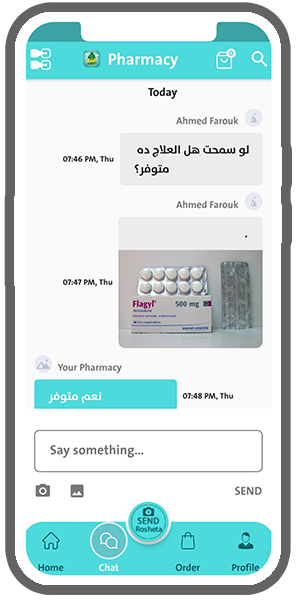 Pharmacy
0
Today
Ahmed Farouk
لو سمحت هل العلاج ده
متوفر؟
07:46 PM, Thu
Ahmed Farouk
.
Flagyl
500 mg
07:47 PM, Thu
Your Pharmacy
نعم متوفر
07:48 PM, Thu
Say something...
SEND
SEND
Rosheta
Home
Chat
Order
Profile